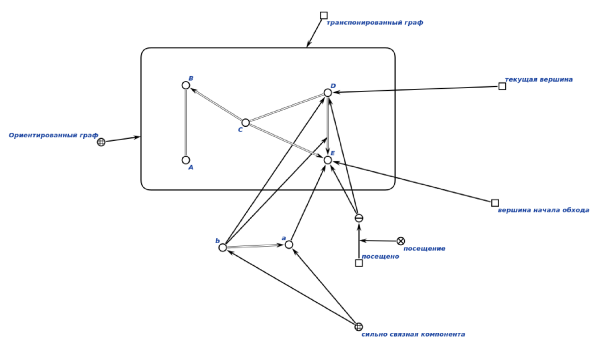 транспонированный граф
текущая вершина
B
D
C
Ориентированный граф
E
A
вершина начала обхода
b
a
посещение
посещено
сильно связная компонента